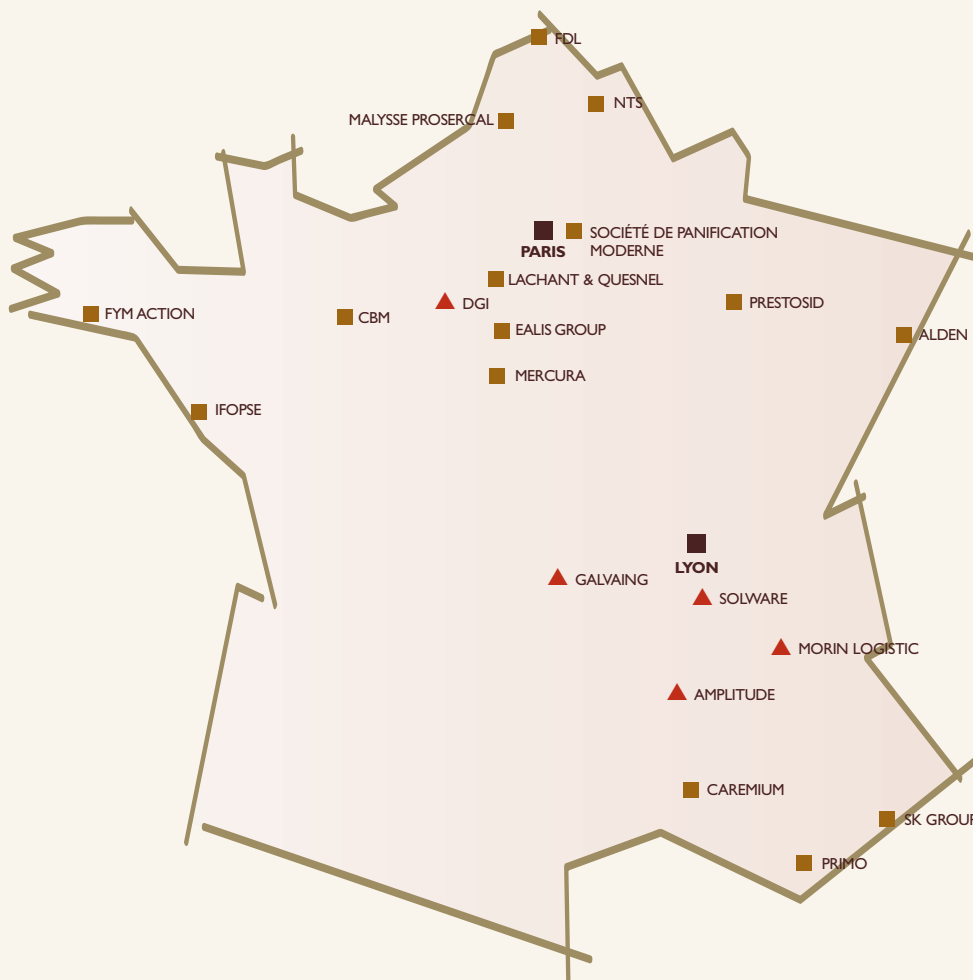 FDL
NTS
MALYSSE PROSERCAL
SOCIÉTÉ DE PANIFICATION
MODERNE
PARIS
LACHANT & QUESNEL
DGI
PRESTOSID
FYM ACTION
CBM
EALIS GROUP
ALDEN
MERCURA
IFOPSE
LYON
GALVAING
SOLWARE
MORIN LOGISTIC
AMPLITUDE
CAREMIUM
SK GROUP
PRIMO